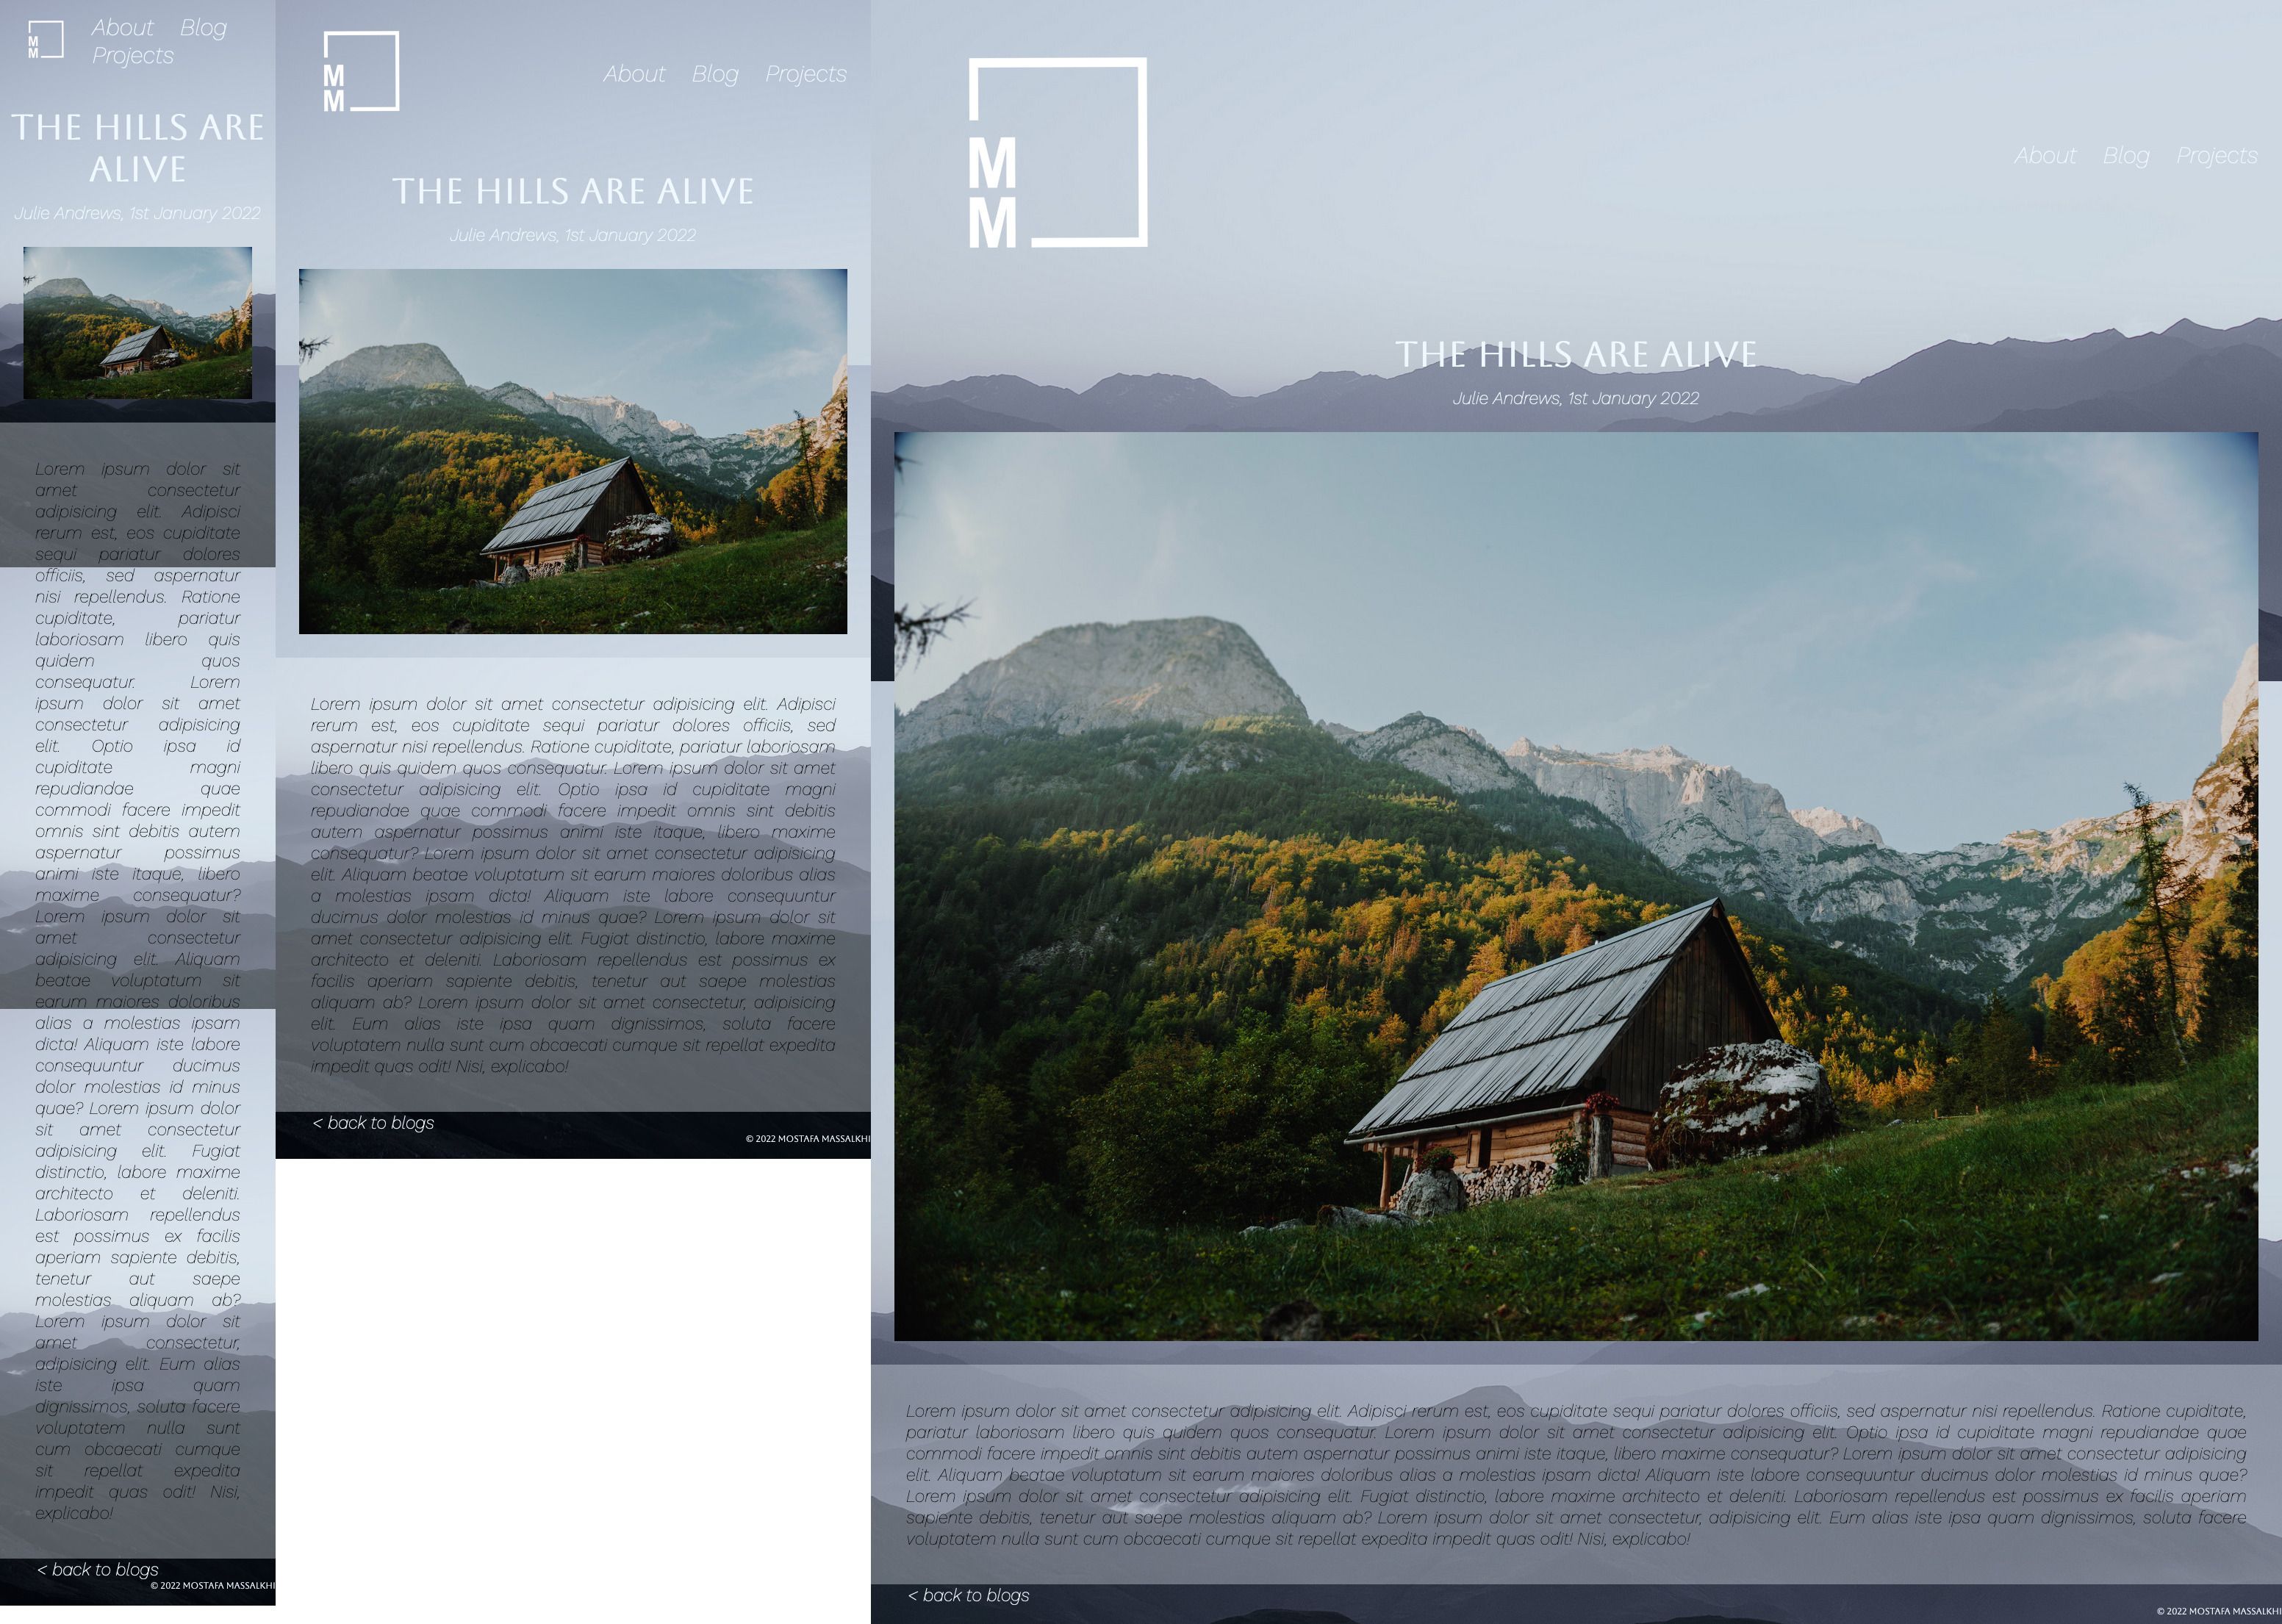 M
M
About Blog
Projects
THE HILLS ARE
ALIVE
Julie Andrews, 1st January 2022
Lorem ipsum dolor sit
amet consectetur
adipisicing elit. Adipisci
rerum est, eos cupiditate
sequi pariatur dolores
officiis, sed aspernatur
nisi repellendus. Ratione
cupiditate, pariatur
laboriosam libero quis
quidem quos
consequatur. Lorem
ipsum dolor sit amet
consectetur adipisicing
elit. Optio ipsa id
cupiditate magni
repudiandae quae
commodi facere impedit
omnis sint debitis autem
aspernatur possimus
animi iste itaque, libero
maxime consequatur?
Lorem ipsum dolor sit
amet consectetur
adipisicing elit. Aliquam
beatae voluptatum sit
earum maiores doloribus
alias a molestias ipsam
dicta! Aliquam iste labore
consequuntur ducimus
dolor molestias id minus
quae? Lorem ipsum dolor
sit amet consectetur
adipisicing elit. Fugiat
distinctio, labore maxime
architecto et deleniti.
Laboriosam repellendus
est possimus ex facilis
aperiam sapiente debitis,
tenetur aut saepe
molestias aliquam ab?
Lorem ipsum dolor sit
amet consectetur,
adipisicing elit. Eum alias
iste ipsa quam
dignissimos, soluta facere
voluptatem nulla sunt
cum obcaecati cumque
sit repellat expedita
impedit quas odit! Nisi,
explicabo!
< back to blogs
© 2022 MOSTAFA MASSALKHI
M
M
About Blog Projects
THE HILLS ARE ALIVE
Julie Andrews, 1st January 2022
Lorem ipsum dolor sit amet consectetur adipisicing elit. Adipisci
rerum est, eos cupiditate sequi pariatur dolores officiis, sed
aspernatur nisi repellendus. Ratione cupiditate, pariatur laboriosam
libero quis quidem quos consequatur. Lorem ipsum dolor sit amet
consectetur adipisicing elit. Optio ipsa id cupiditate magni
repudiandae quae commodi facere impedit omnis sint debitis
autem aspernatur possimus animi iste itaque, libero maxime
consequatur? Lorem ipsum dolor sit amet consectetur adipisicing
elit. Aliquam beatae voluptatum sit earum maiores doloribus alias
a molestias ipsam dicta! Aliquam iste labore consequuntur
ducimus dolor molestias id minus quae? Lorem ipsum dolor sit
amet consectetur adipisicing elit. Fugiat distinctio, labore maxime
architecto et deleniti. Laboriosam repellendus est possimus ex
facilis aperiam sapiente debitis, tenetur aut saepe molestias
aliquam ab? Lorem ipsum dolor sit amet consectetur, adipisicing
elit. Eum alias iste ipsa quam dignissimos, soluta facere
voluptatem nulla sunt cum obcaecati cumque sit repellat expedita
impedit quas odit! Nisi, explicabo!
< back to blogs
© 2022 MOSTAFA MASSALKHI
M
M
About Blog Projects
THE HILLS ARE ALIVE
Julie Andrews, 1st January 2022
Lorem ipsum dolor sit amet consectetur adipisicing elit. Adipisci rerum est, eos cupiditate sequi pariatur dolores officiis, sed aspernatur nisi repellendus. Ratione cupiditate,
pariatur laboriosam libero quis quidem quos consequatur. Lorem ipsum dolor sit amet consectetur adipisicing elit. Optio ipsa id cupiditate magni repudiandae quae
commodi facere impedit omnis sint debitis autem aspernatur possimus animi iste itaque, libero maxime consequatur? Lorem ipsum dolor sit amet consectetur adipisicing
elit. Aliquam beatae voluptatum sit earum maiores doloribus alias a molestias ipsam dicta! Aliquam iste labore consequuntur ducimus dolor molestias id minus quae?
Lorem ipsum dolor sit amet consectetur adipisicing elit. Fugiat distinctio, labore maxime architecto et deleniti. Laboriosam repellendus est possimus ex facilis aperiam
sapiente debitis, tenetur aut saepe molestias aliquam ab? Lorem ipsum dolor sit amet consectetur, adipisicing elit. Eum alias iste ipsa quam dignissimos, soluta facere
voluptatem nulla sunt cum obcaecati cumque sit repellat expedita impedit quas odit! Nisi, explicabo!
< back to blogs
© 2022 MOSTAFA MASSALKHI